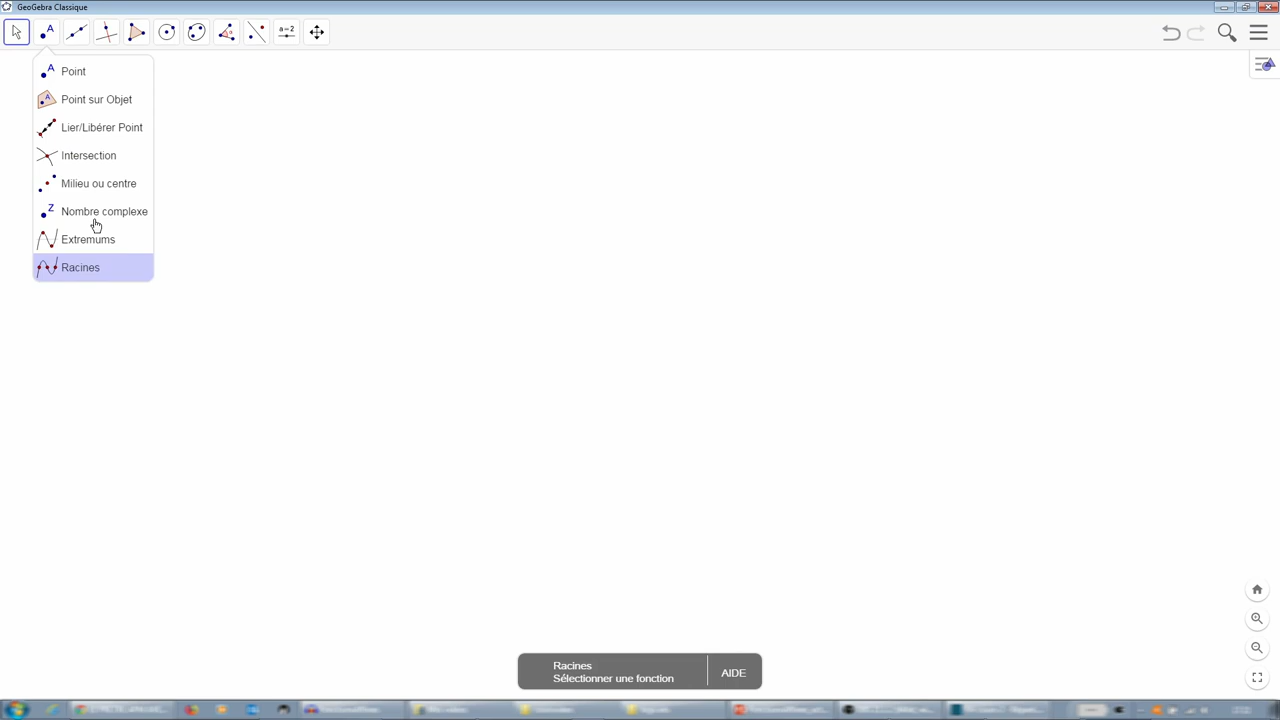 GeoGebra Classique
A
a=2
A Point
A Point sur Objet
Lier/Libérer Point
Intersection
Milieu ou centre
Z Nombre complexe
Extremums
Racines
Racines
Sélectionner une fonction
AIDE